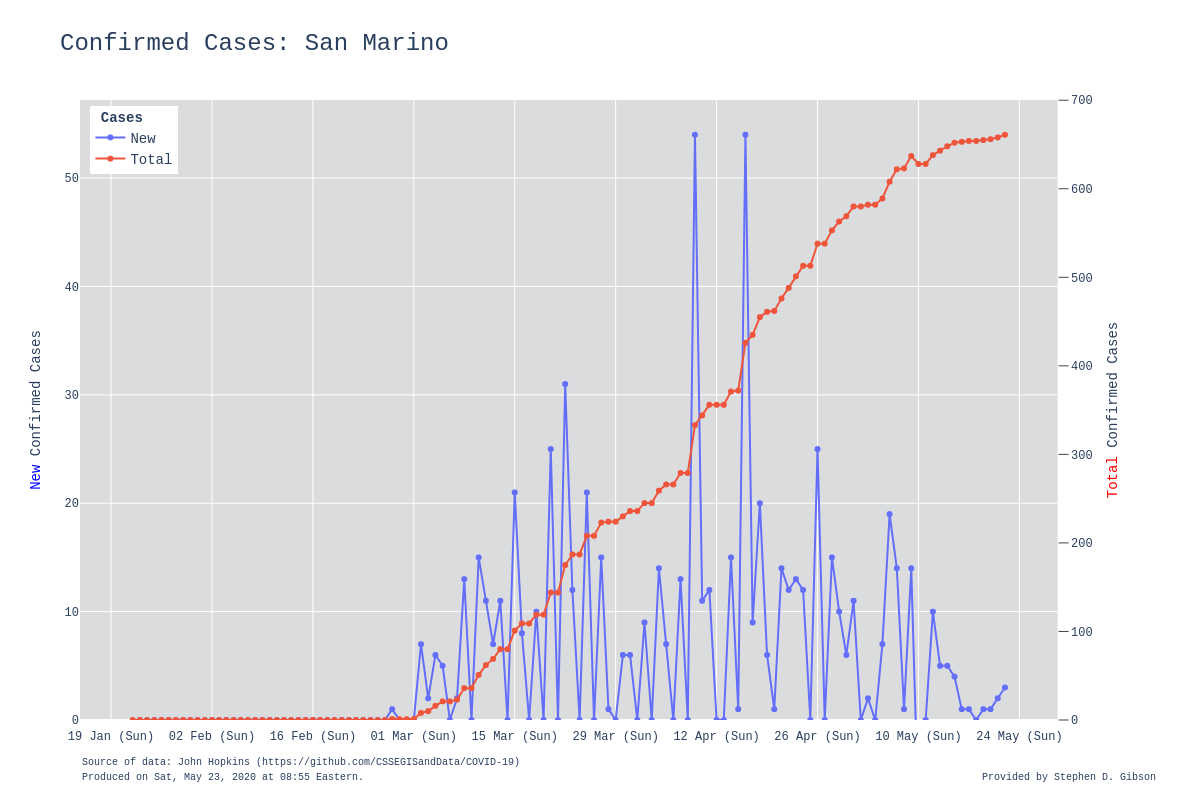 Confirmed Cases: San Marino
Cases
New
Total
0
10
20
30
40
50
New Confirmed Cases
0
100
200
300
400
500
600
700
Total Confirmed Cases
19 Jan (Sun) 02 Feb (Sun) 16 Feb (Sun) 01 Mar (Sun) 15 Mar (Sun) 29 Mar (Sun) 12 Apr (Sun) 26 Apr (Sun) 10 May (Sun) 24 May (Sun)
Source of data: John Hopkins (https://github.com/CSSEGISandData/COVID-19)
Produced on Sat, May 23, 2020 at 08:55 Eastern.
Provided by Stephen D. Gibson